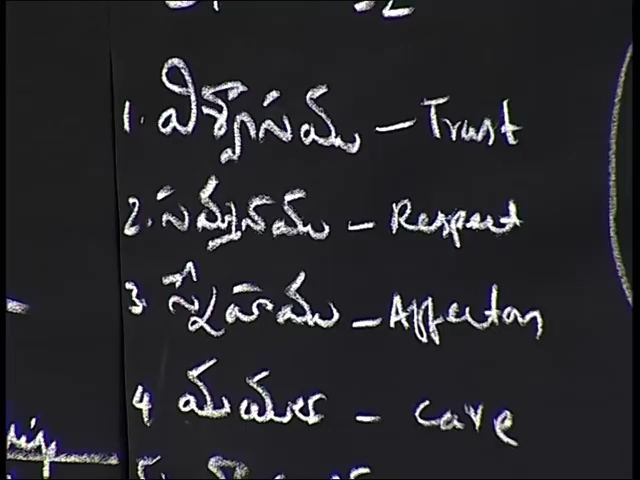 1. విశ్వాసము – Trust
2. సమ్మానము – Respect
3 స్నేహము – Affection
4 మమత – Care